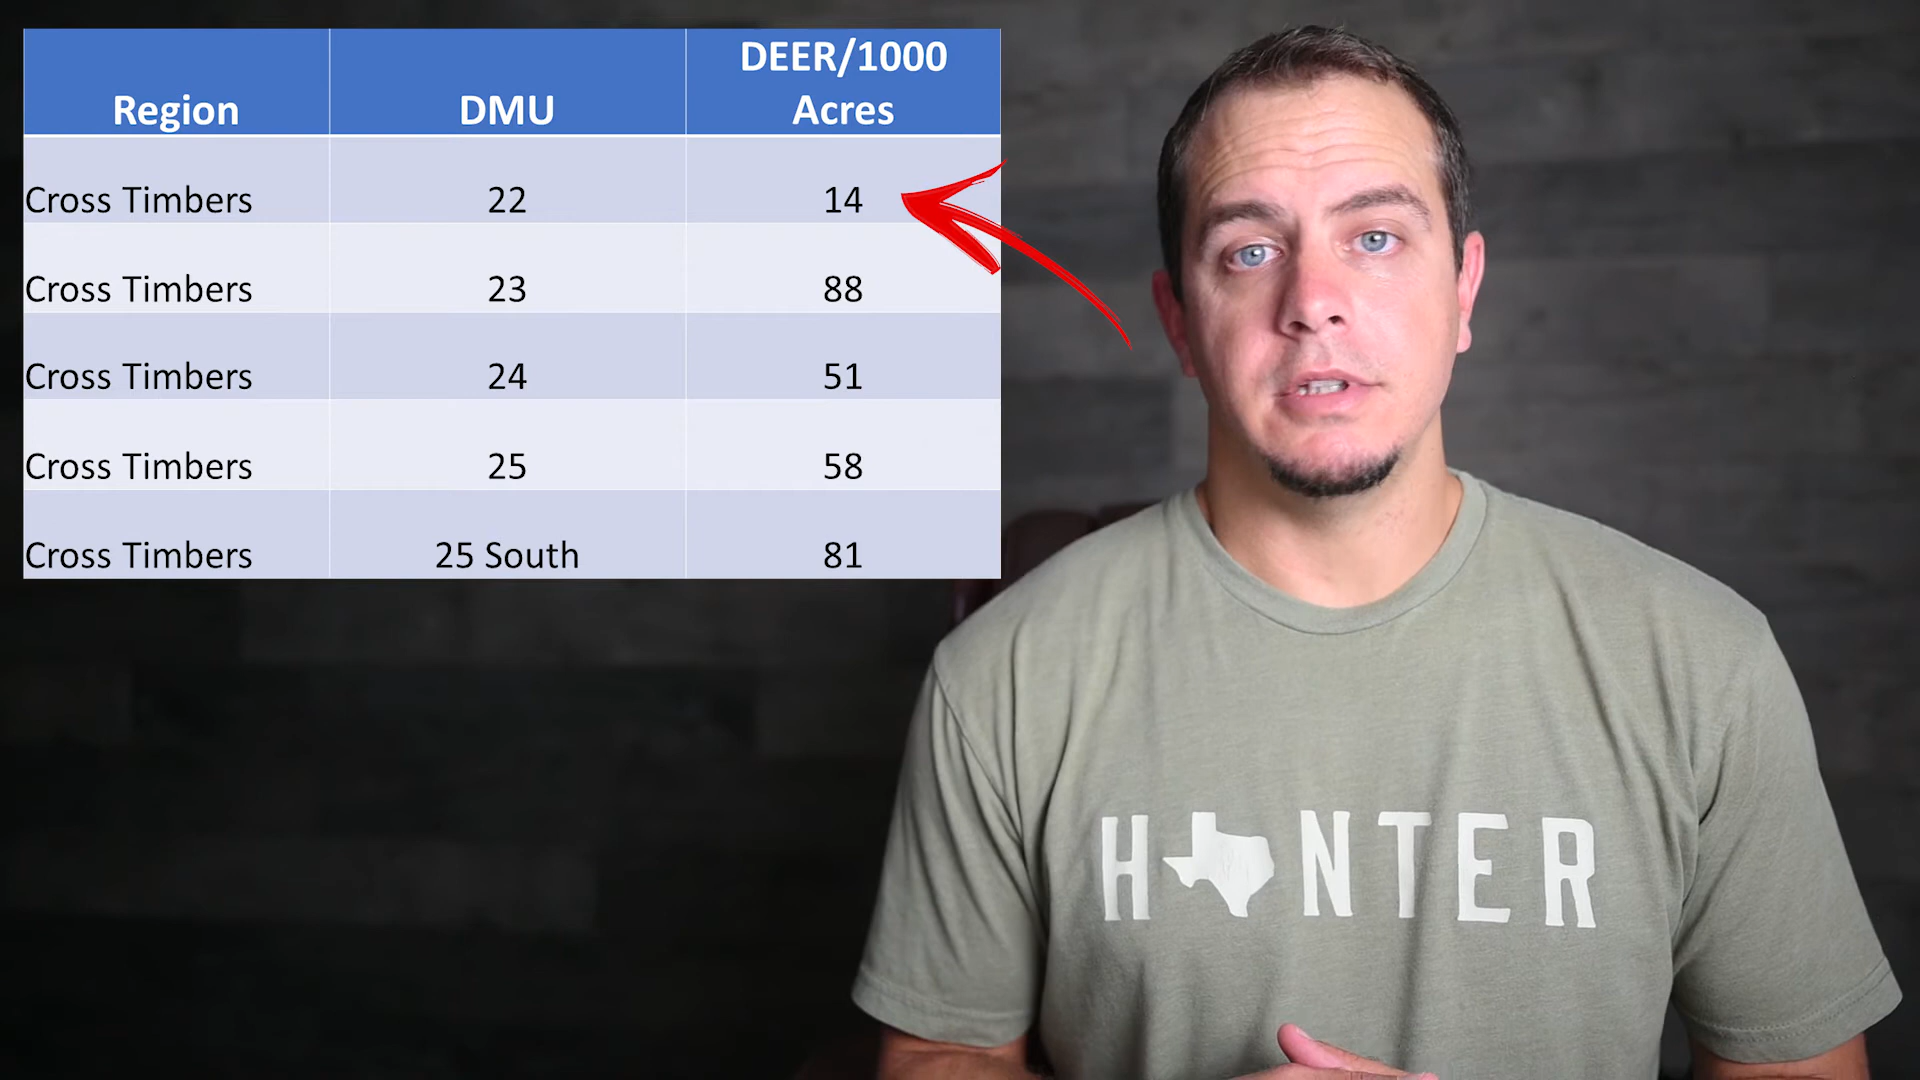 DEER/1000
Region DMU Acres
Cross Timbers 22 14
Cross Timbers 23 88
Cross Timbers 24 51
Cross Timbers 25 58
Cross Timbers 25 South 81
H NTER